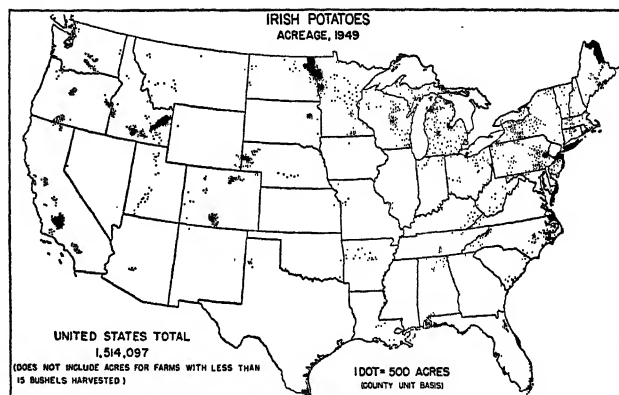 IRISH POTATOES
ACREAGE, 1949
UNITED STATES TOTAL
1,514,097
(DOES NOT INCLUDE ACRES FOR FARMS WITH LESS THAN
15 BUSHELS HARVESTED)
1 DOT= 500 ACRES
(COUNTY UNIT BASIS)